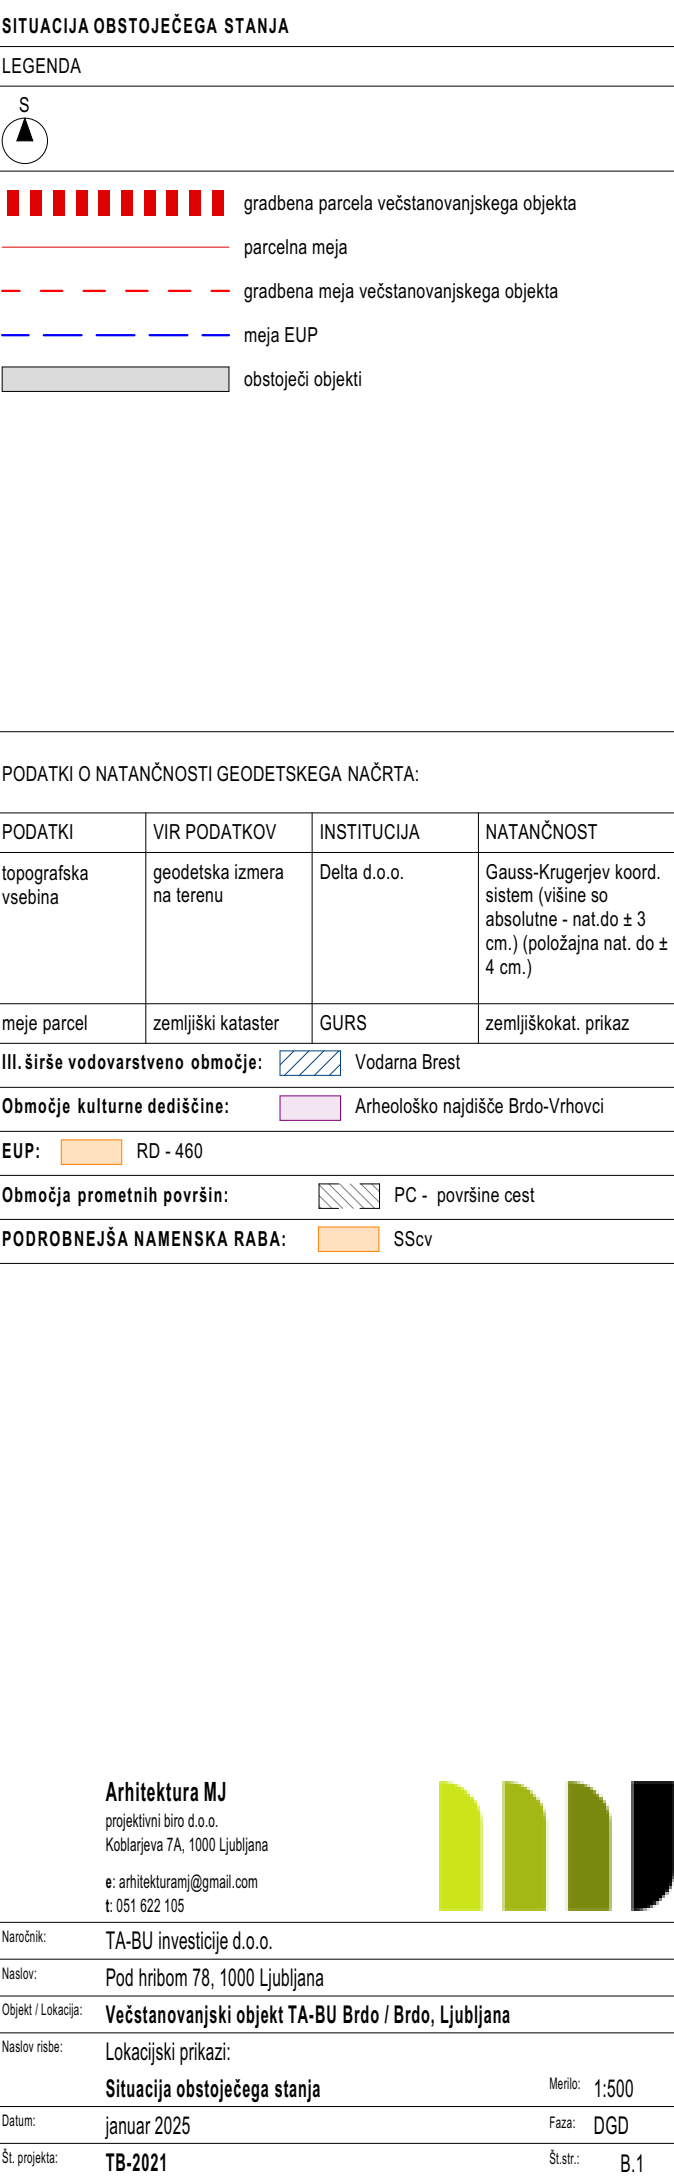 SITUACIJA OBSTOJEČEGA STANJA
LEGENDA
S
gradbena parcela večstanovanjskega objekta
parcelna meja
gradbena meja večstanovanjskega objekta
meja EUP
obstoječi objekti
PODATKI O NATANČNOSTI GEODETSKEGA NAČRTA:
PODATKI VIR PODATKOV INSTITUCIJA NATANČNOST
topografska vsebina
geodetska izmera na terenu
Delta d.o.o.
Gauss-Krugerjev koord.
sistem (višine so
absolutne - nat.do ± 3
cm.) (položajna nat. do ±
4 cm.)
meje parcel zemljiški kataster GURS zemljiškokat. prikaz
III. širše vodovarstveno območje: Vodarna Brest
Območje kulturne dediščine: Arheološko najdišče Brdo-Vrhovci
EUP: RD - 460
Območja prometnih površin: PC - površine cest
PODROBNEJŠA NAMENSKA RABA: SScv
Arhitektura MJ
projektivni biro d.o.o.
Koblarjeva 7A, 1000 Ljubljana
e: arhitekturamj@gmail.com
t: 051 622 105
Naročnik: TA-BU investicije d.o.o.
Naslov: Pod hribom 78, 1000 Ljubljana
Objekt / Lokacija: Večstanovanjski objekt TA-BU Brdo / Brdo, Ljubljana
Naslov risbe: Lokacijski prikazi:
Situacija obstoječega stanja Merilo: 1:500
Datum: januar 2025 Faza: DGD
Št. projekta: TB-2021 Št.str.: B.1